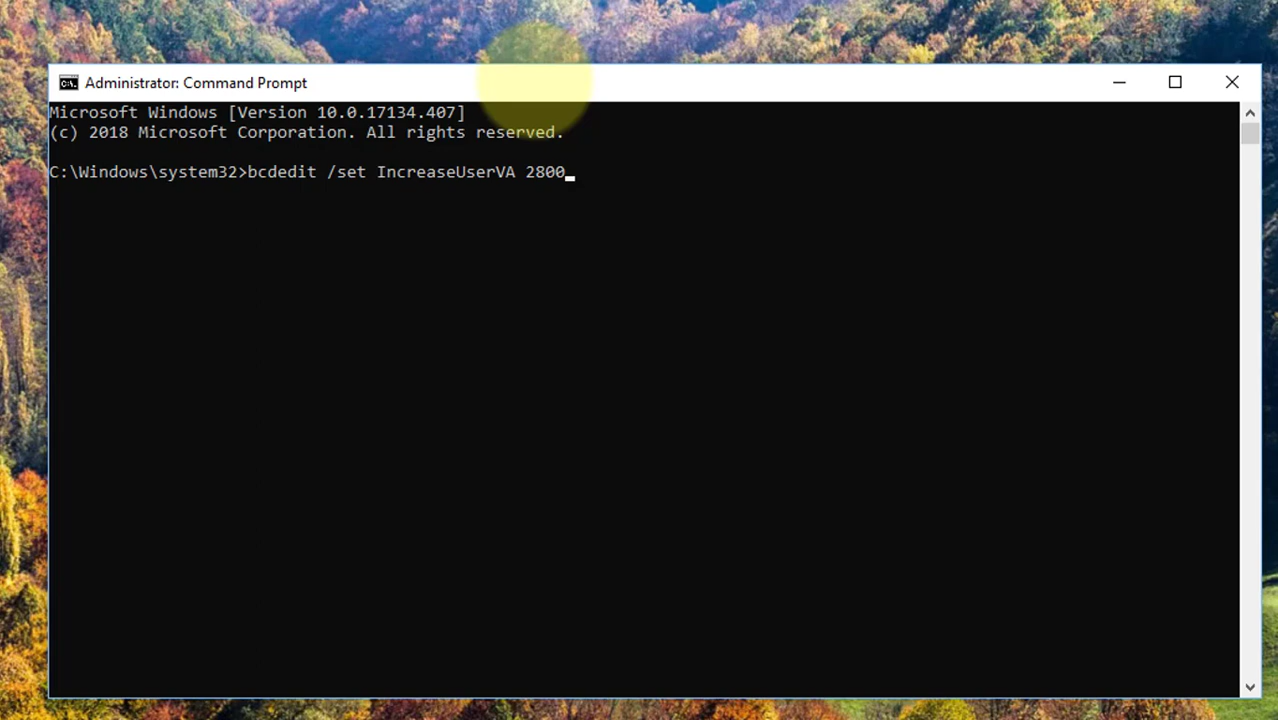 Administrator: Command Prompt
Microsoft Windows [Version 10.0.17134.407]
(c) 2018 Microsoft Corporation. All rights reserved.
C:\Windows\system32>bcdedit /set IncreaseUserVA 2800